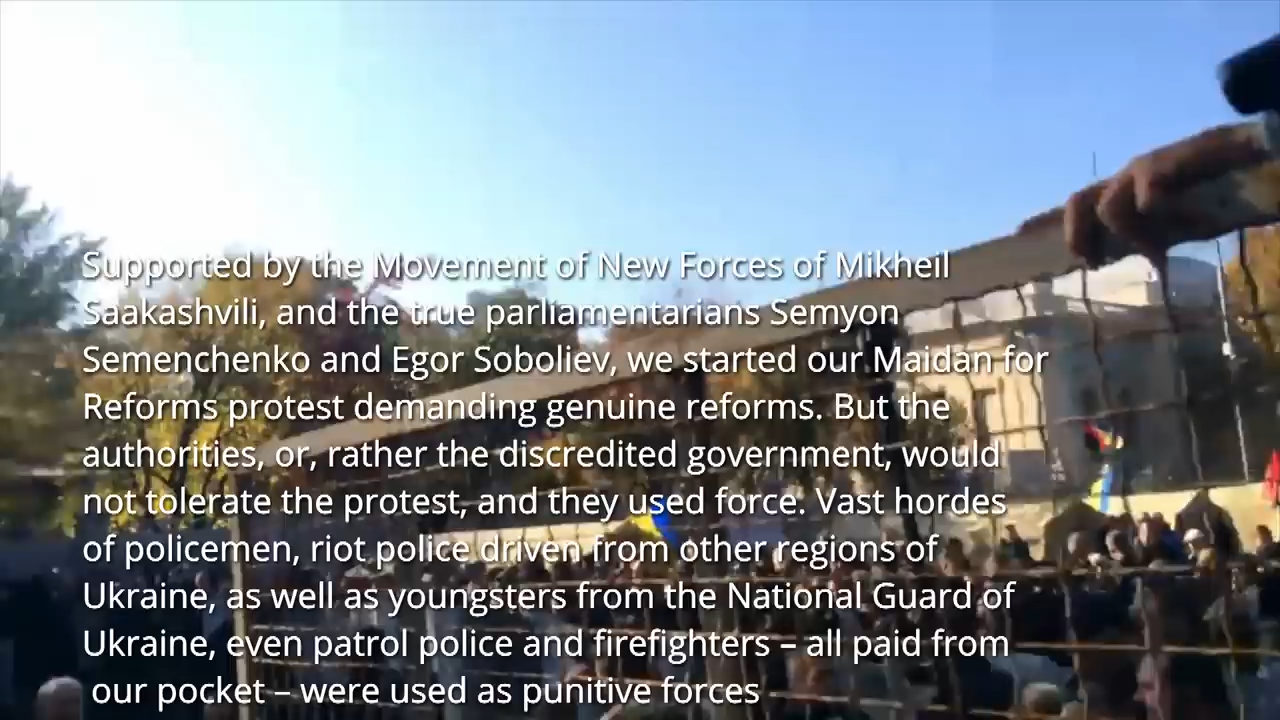 Supported by the Movement of New Forces of Mikheil
Saakashvili, and the true parliamentarians Semyon
Semenchenko and Egor Soboliev, we started our Maidan for
Reforms protest demanding genuine reforms. But the
authorities, or, rather the discredited government, would
not tolerate the protest, and they used force. Vast hordes
of policemen, riot police driven from other regions of
Ukraine, as well as youngsters from the National Guard of
Ukraine, even patrol police and firefighters – all paid from
our pocket – were used as punitive forces